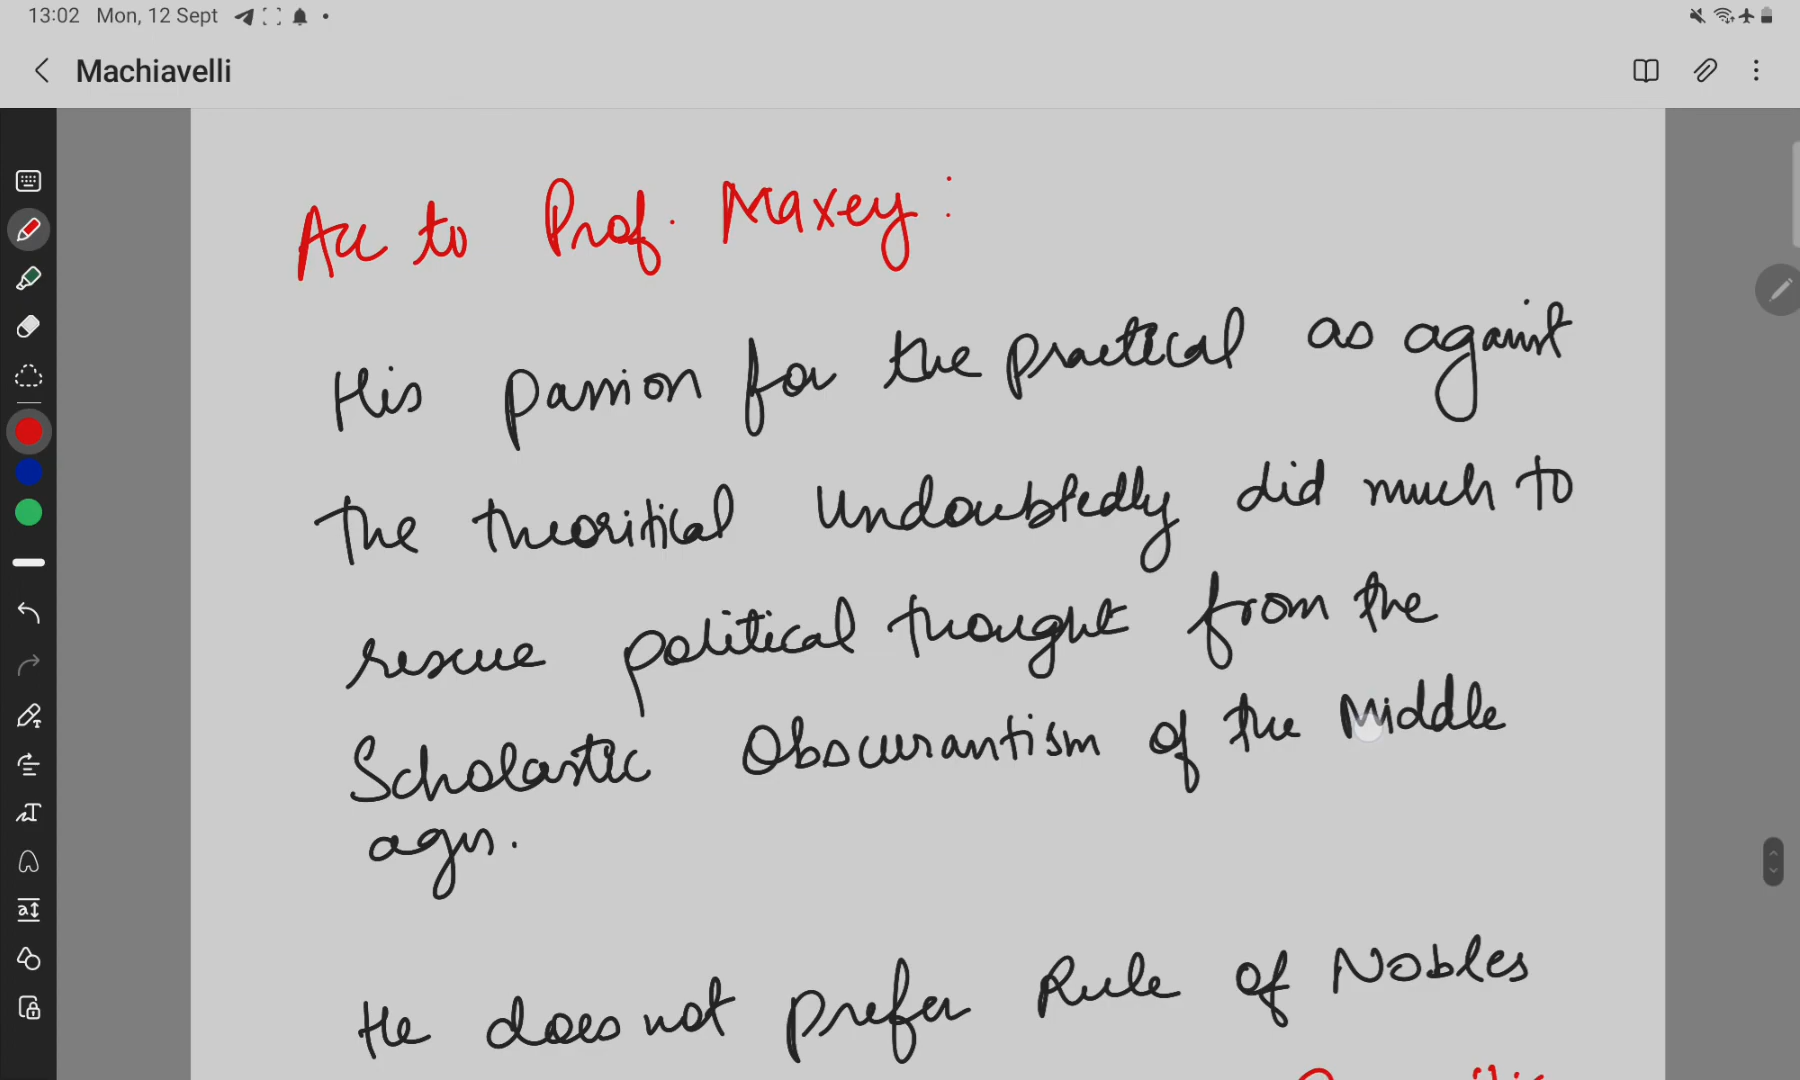 13:02 Mon, 12 Sept
Machiavelli
Acc to Prof. Maxey:
His passion for the practical as against
the theoritical Undoubtedly did much to
rescue political thought from the
Scholastic Obscurantism of the Middle
ages.
He does not prefer Rule of Nobles